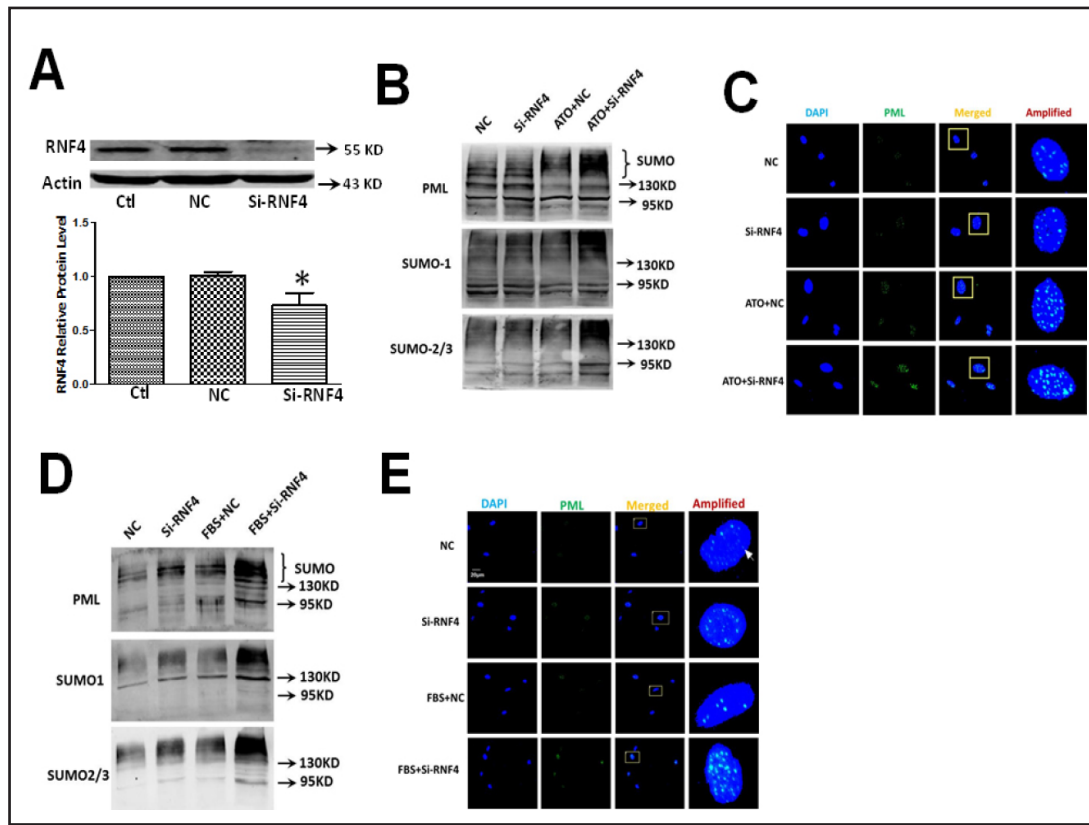 A
RNF4
55 KD
Actin
43 KD
Ctl NC Si-RNF4
RNF4 Relative Protein Level
1.5
1.0
0.5
0.0
*
Ctl NC Si-RNF4
B
NC Si-RNF4 ATO+NC ATO+Si-RNF4
PML
SUMO
130KD
95KD
SUMO-1
130KD
95KD
SUMO-2/3
130KD
95KD
C
DAPI PML Merged Amplified
NC
Si-RNF4
ATO+NC
ATO+Si-RNF4
D
NC Si-RNF4 FBS+NC FBS+Si-RNF4
PML
SUMO
130KD
95KD
SUMO1
130KD
95KD
SUMO2/3
130KD
95KD
E
DAPI PML Merged Amplified
NC
20μm
Si-RNF4
FBS+NC
FBS+Si-RNF4